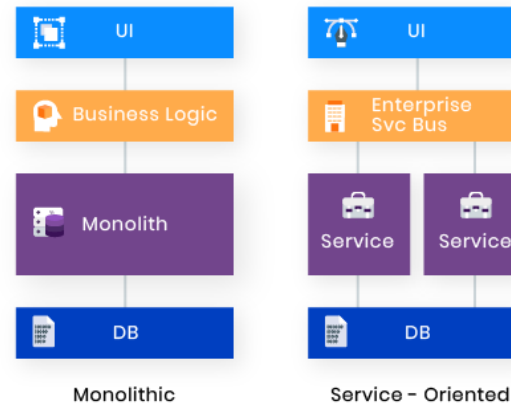 UI
Business Logic
Monolith
DB
Monolithic
UI
Enterprise
Svc Bus
Service
Service
DB
Service - Oriented